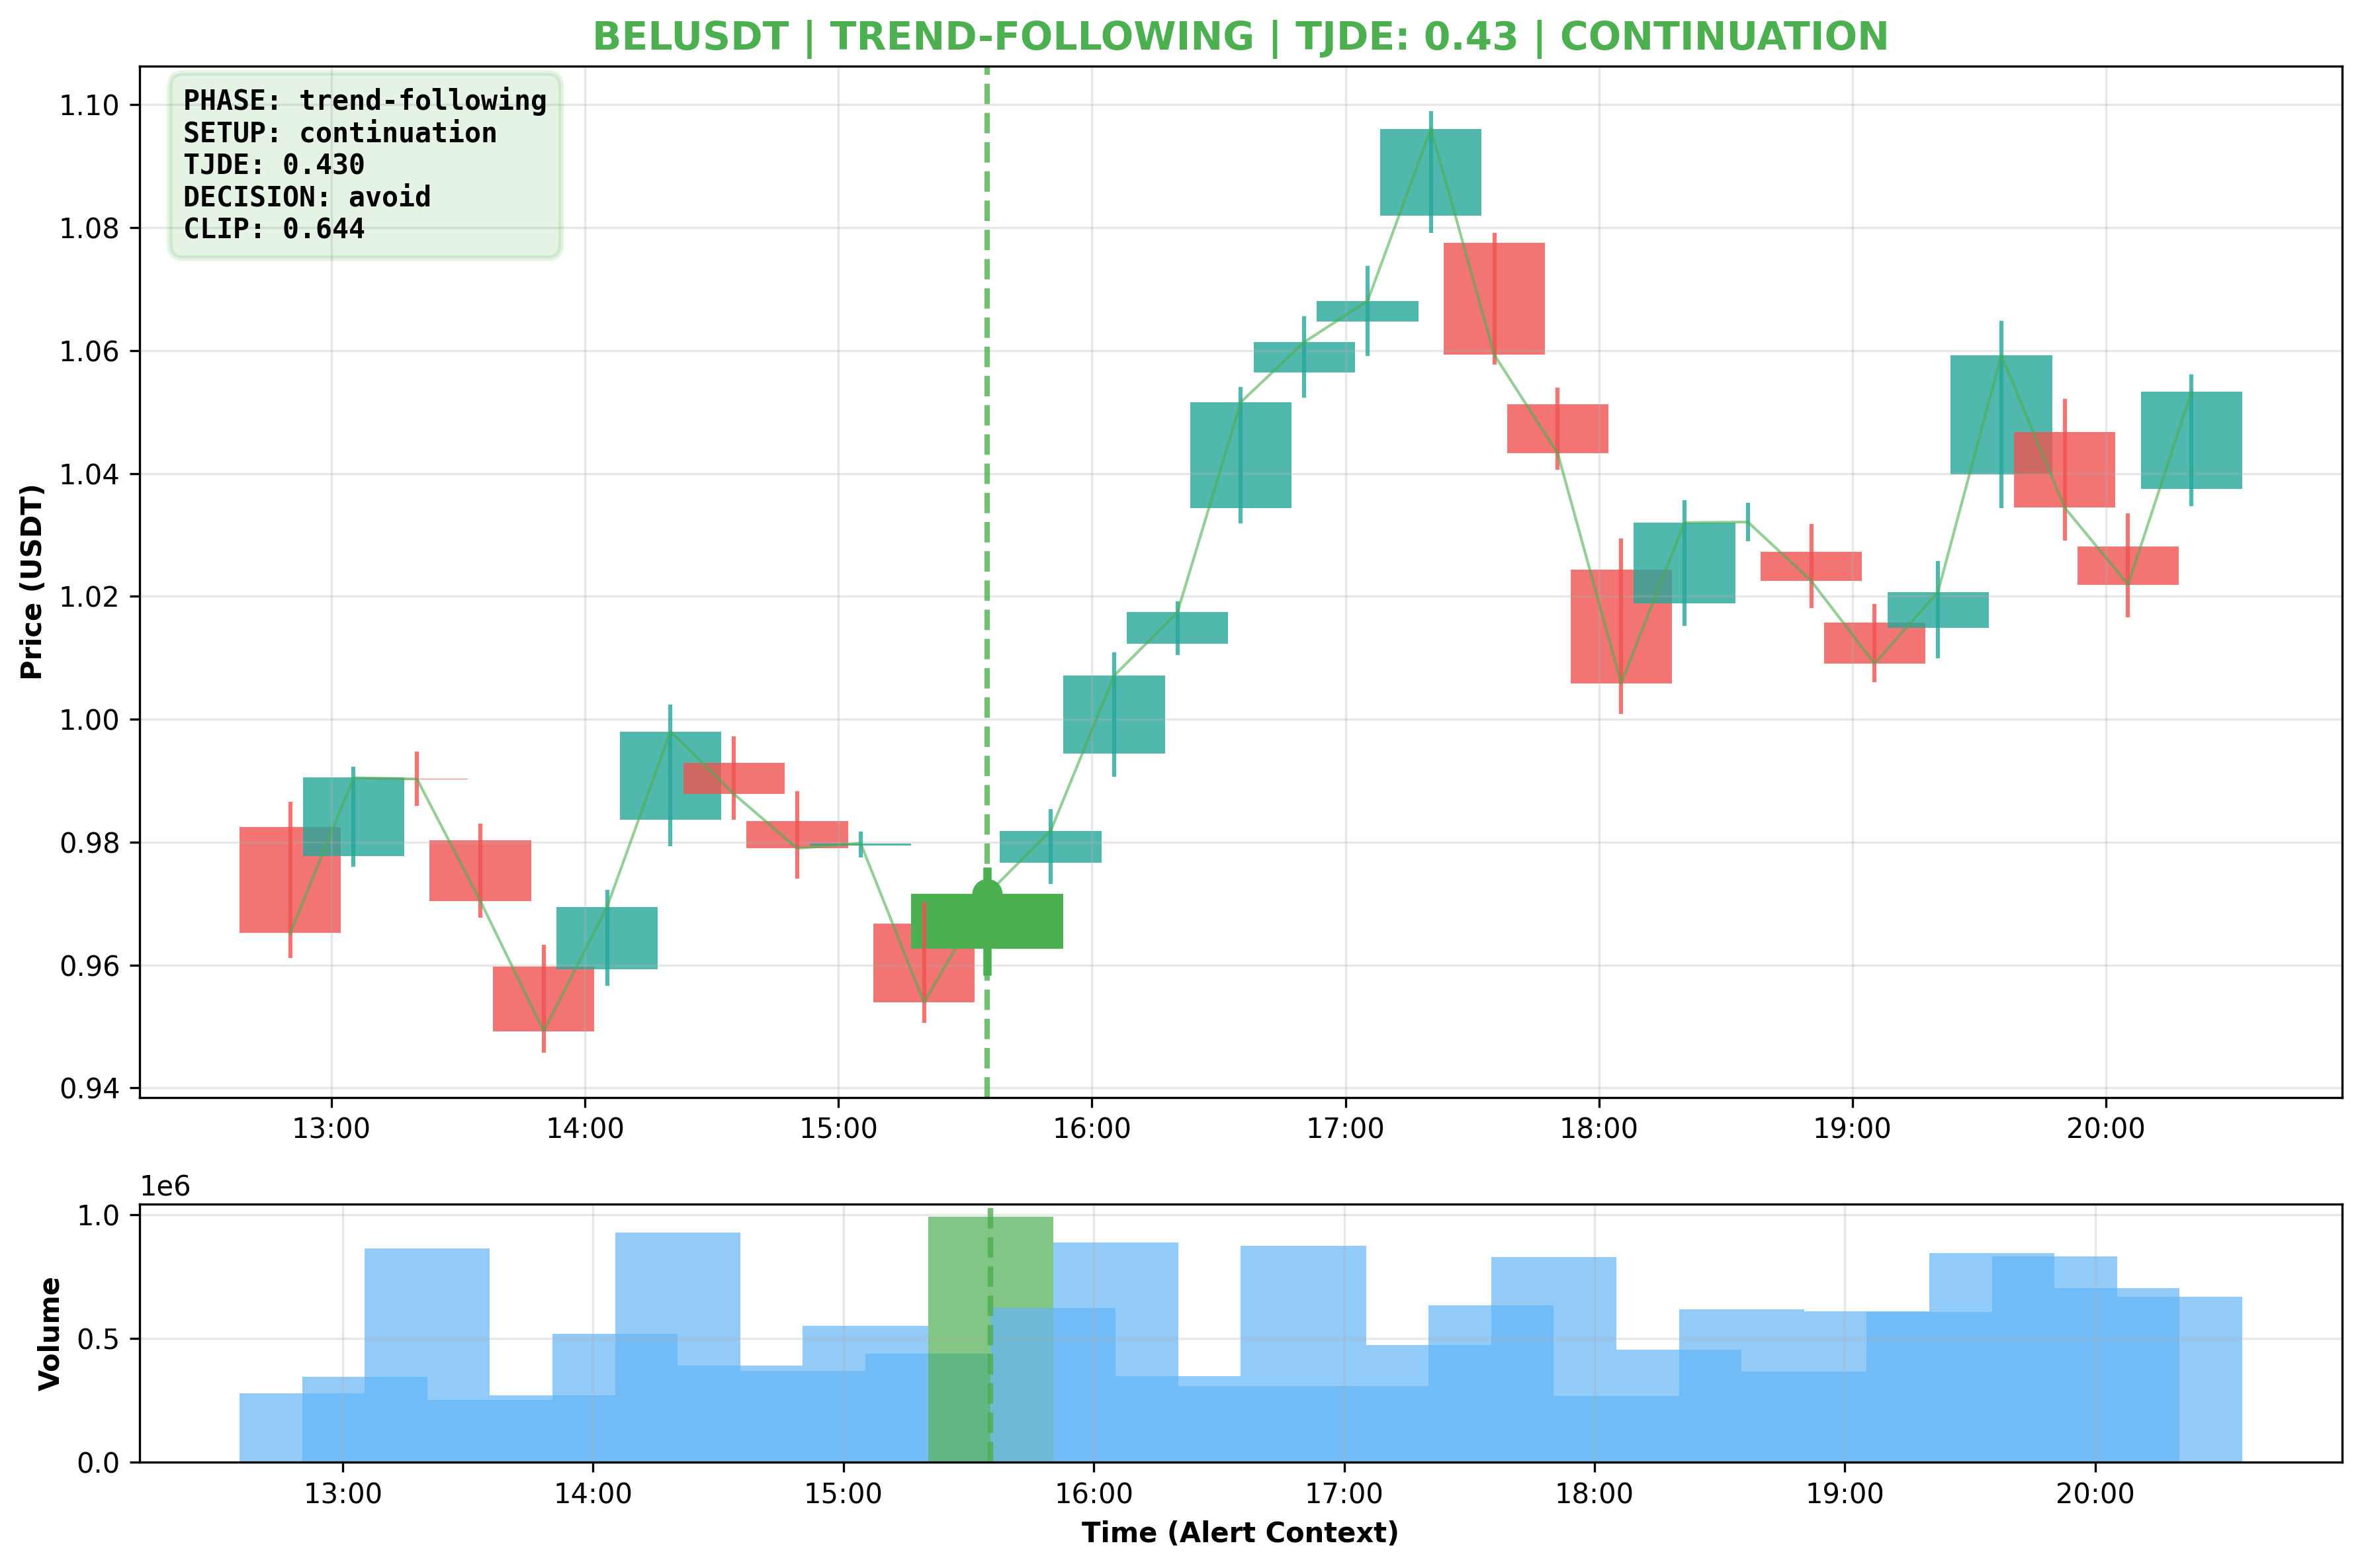 BELUSDT | TREND-FOLLOWING | TJDE: 0.43 | CONTINUATION
PHASE: trend-following
SETUP: continuation
TJDE: 0.430
DECISION: avoid
CLIP: 0.644
Price (USDT)
1.10
1.08
1.06
1.04
1.02
1.00
0.98
0.96
0.94
13:00 14:00 15:00 16:00 17:00 18:00 19:00 20:00
1e6
Volume
1.0
0.5
0.0
13:00 14:00 15:00 16:00 17:00 18:00 19:00 20:00
Time (Alert Context)